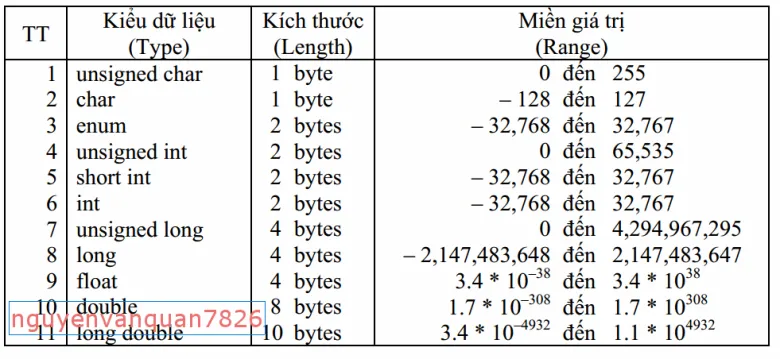 TT Kiểu dữ liệu (Type) Kích thước (Length) Miền giá trị (Range)
1 unsigned char 1 byte 0 đến 255
2 char 1 byte – 128 đến 127
3 enum 2 bytes – 32,768 đến 32,767
4 unsigned int 2 bytes 0 đến 65,535
5 short int 2 bytes – 32,768 đến 32,767
6 int 2 bytes – 32,768 đến 32,767
7 unsigned long 4 bytes 0 đến 4,294,967,295
8 long 4 bytes – 2,147,483,648 đến 2,147,483,647
9 float 4 bytes 3.4 * 10⁻³⁸ đến 3.4 * 10³⁸
10 double 8 bytes 1.7 * 10⁻³⁰⁸ đến 1.7 * 10³⁰⁸
nguyenvanquan7826
11 long double 10 bytes 3.4 * 10⁻⁴⁹³² đến 1.1 * 10⁴⁹³²